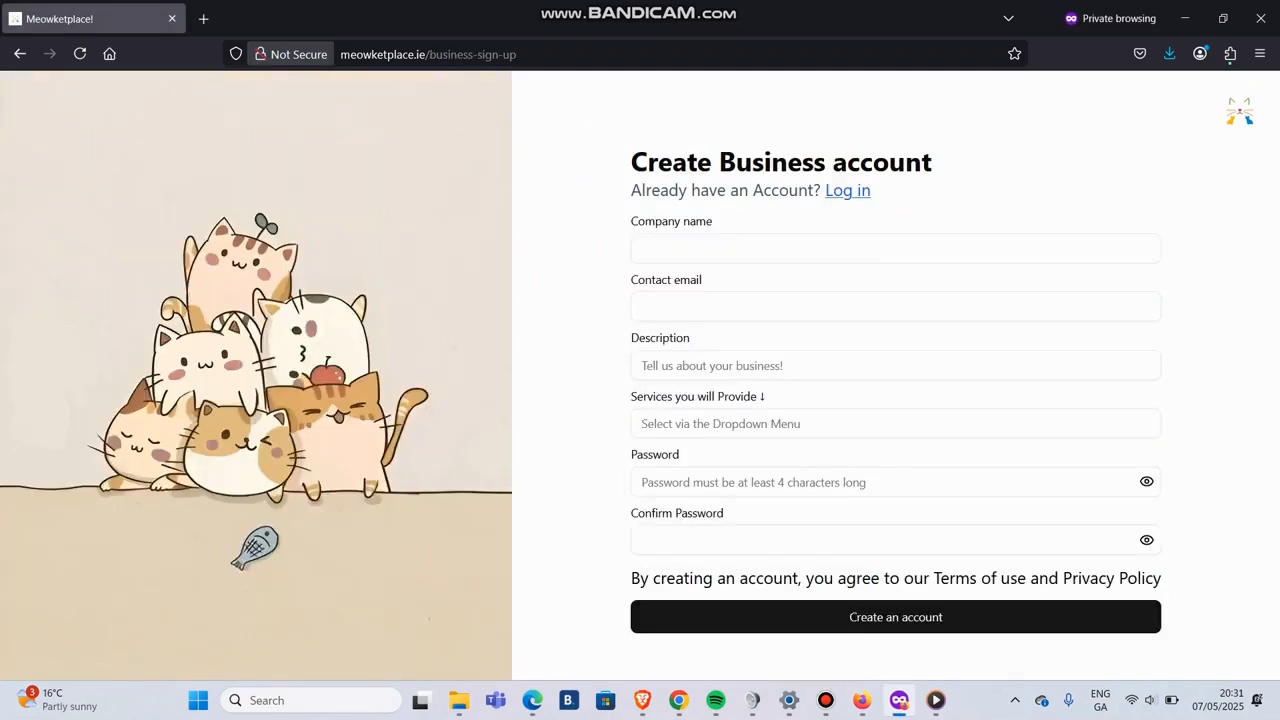 www.BANDICAM.com
Meowketplace!
Private browsing
Not Secure
meowketplace.ie/business-sign-up
Create Business account
Already have an Account? Log in
Company name
Contact email
Description
Tell us about your business!
Services you will Provide ↓
Select via the Dropdown Menu
Password
Password must be at least 4 characters long
Confirm Password
By creating an account, you agree to our Terms of use and Privacy Policy
Create an account
3
16°C
Partly sunny
Search
B
ENG
GA
20:31
07/05/2025